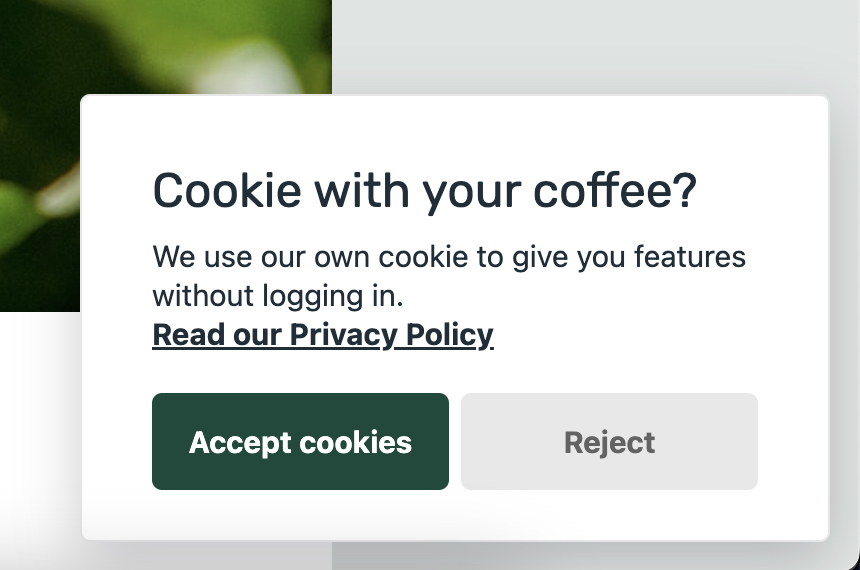 Cookie with your coffee?
We use our own cookie to give you features
without logging in.
Read our Privacy Policy
Accept cookies
Reject